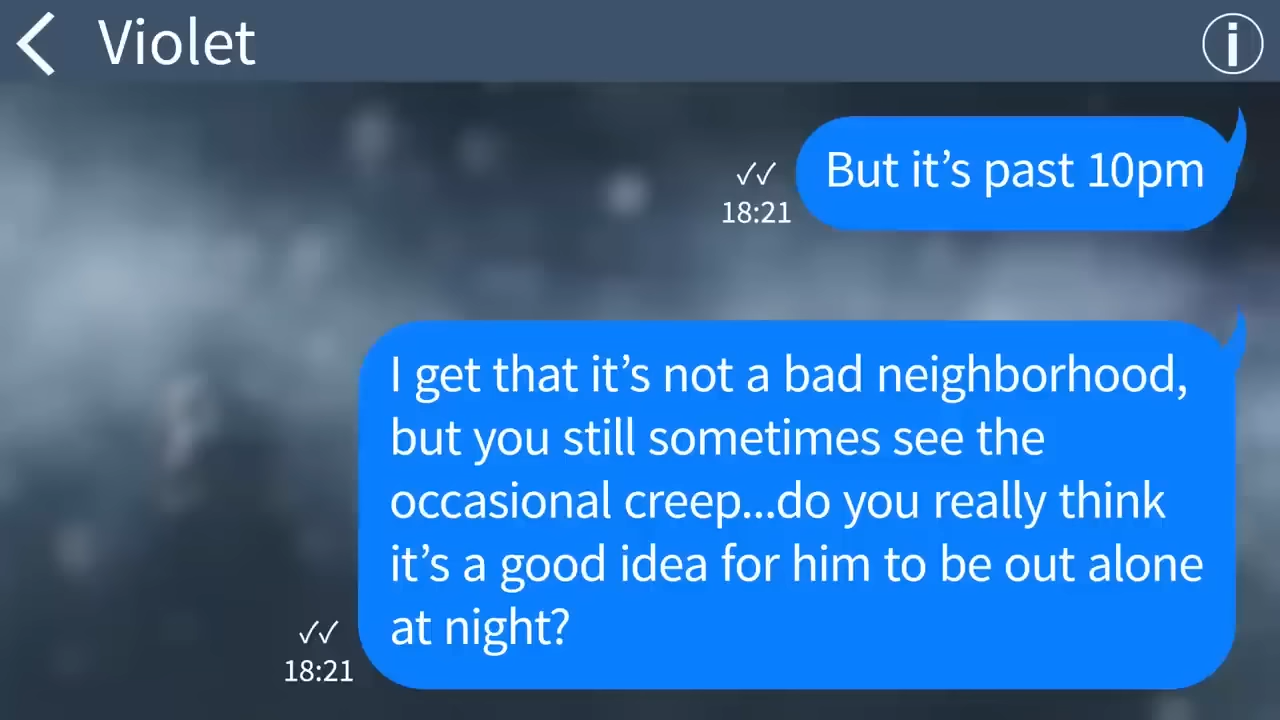 Violet
But it’s past 10pm
✓✓
18:21
I get that it’s not a bad neighborhood,
but you still sometimes see the
occasional creep...do you really think
it’s a good idea for him to be out alone
at night?
✓✓
18:21